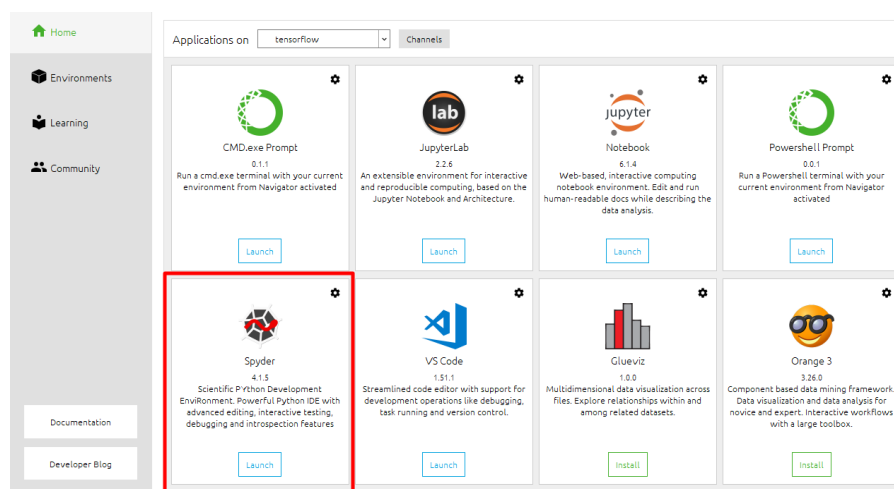 Home
Environments
Learning
Community
Documentation
Developer Blog
Applications on tensorflow Channels
CMD.exe Prompt
0.1.1
Run a cmd.exe terminal with your current
environment from Navigator activated
Launch
lab
JupyterLab
2.2.6
An extensible environment for interactive
and reproducible computing, based on the
Jupyter Notebook and Architecture.
Launch
jupyter
Notebook
6.1.4
Web-based, interactive computing
notebook environment. Edit and run
human-readable docs while describing the
data analysis.
Launch
Powershell Prompt
0.0.1
Run a Powershell terminal with your
current environment from Navigator
activated
Launch
Spyder
4.1.5
Scientific PYthon Development
EnviRonment. Powerful Python IDE with
advanced editing, interactive testing,
debugging and introspection features
Launch
VS Code
1.51.1
Streamlined code editor with support for
development operations like debugging,
task running and version control.
Launch
Glueviz
1.0.0
Multidimensional data visualization across
files. Explore relationships within and
among related datasets.
Install
Orange 3
3.26.0
Component based data mining framework.
Data visualization and data analysis for
novice and expert. Interactive workflows
with a large toolbox.
Install